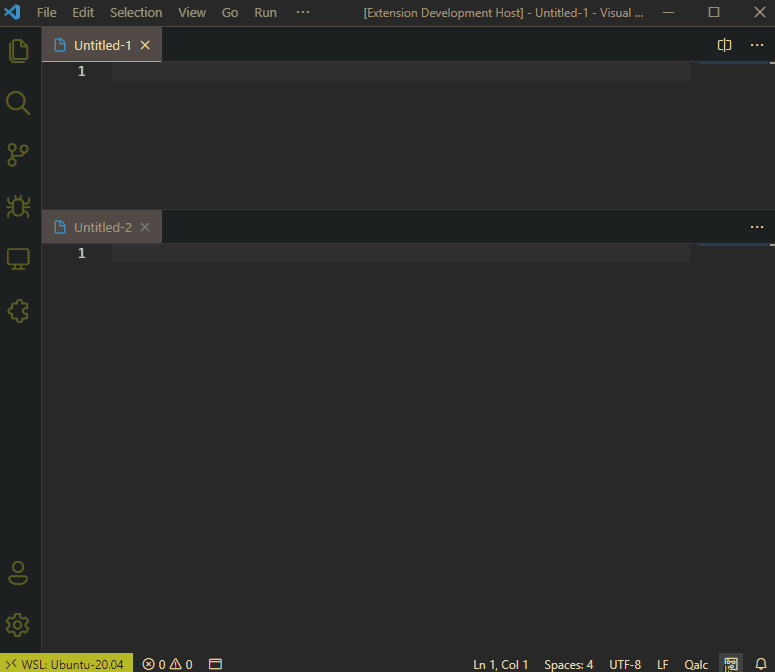 File Edit Selection View Go Run ··· [Extension Development Host] - Untitled-1 - Visual ...
Untitled-1
1
Untitled-2
1
WSL: Ubuntu-20.04 0 0 Ln 1, Col 1 Spaces: 4 UTF-8 LF Qalc